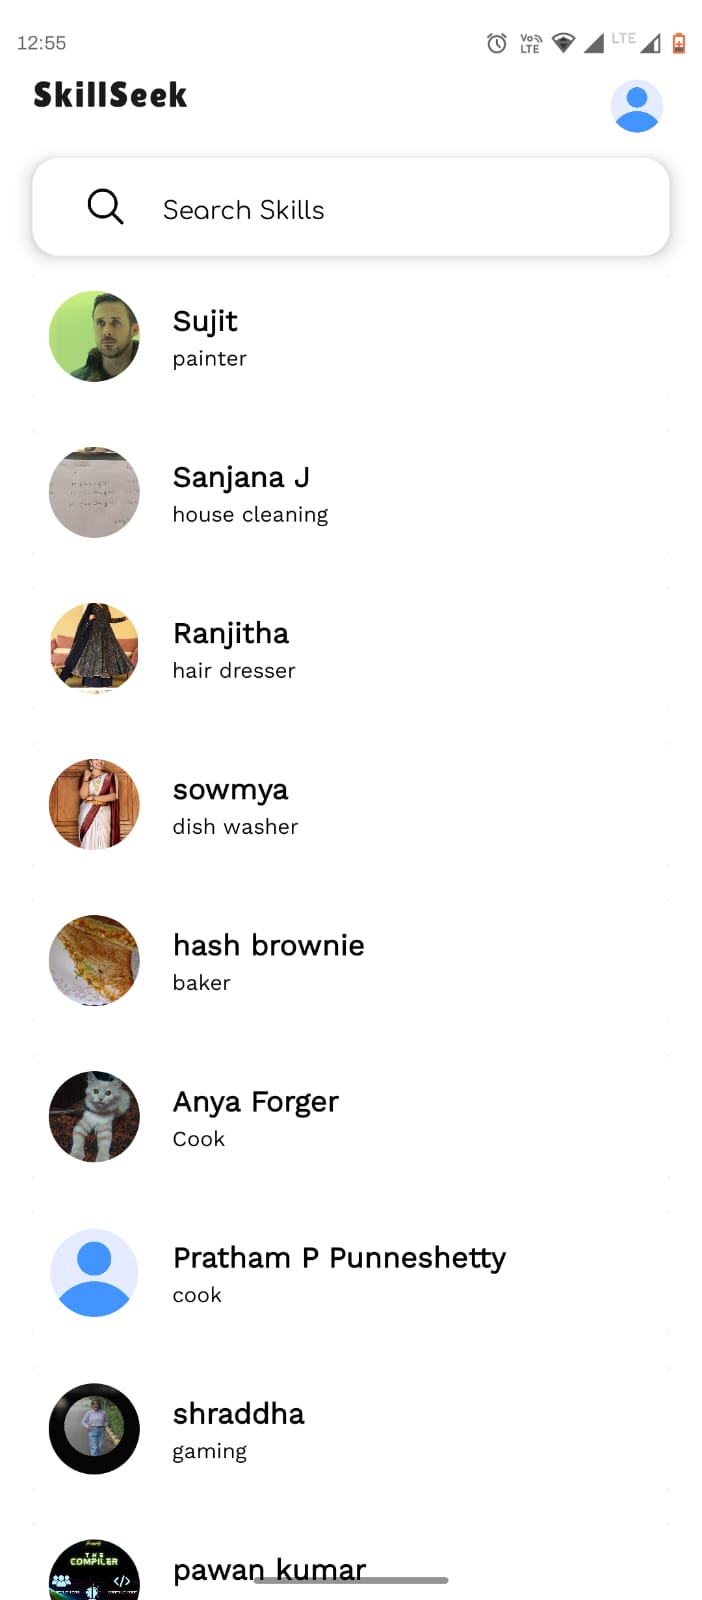 12:55
Vo
LTE
LTE
SkillSeek
Search Skills
Sujit
painter
Sanjana J
house cleaning
Ranjitha
hair dresser
sowmya
dish washer
hash brownie
baker
Anya Forger
Cook
Pratham P Punneshetty
cook
shraddha
gaming
THE
COMPILER
pawan kumar